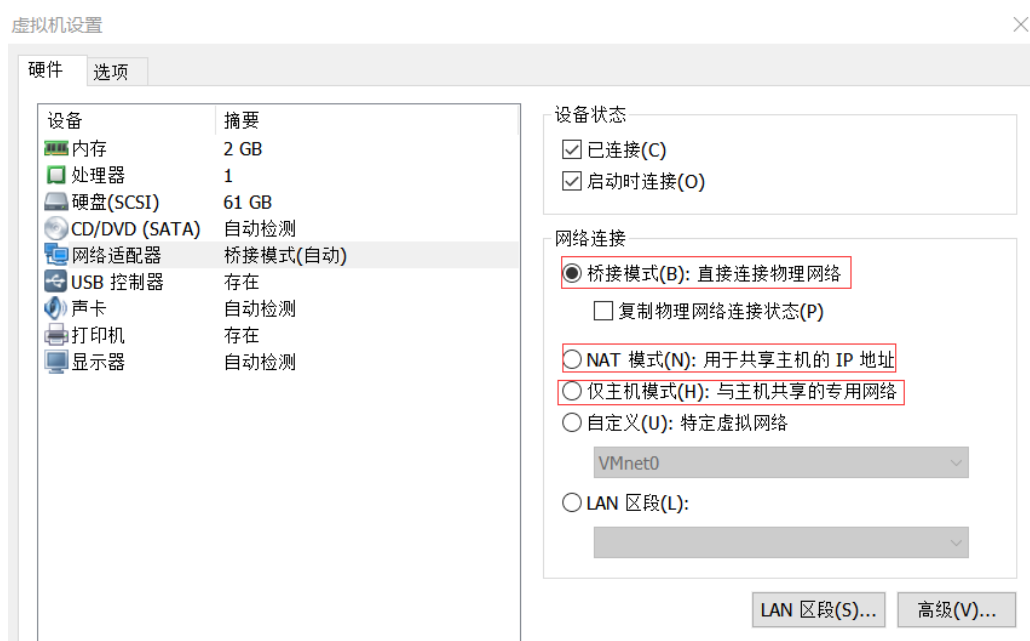 虚拟机设置
硬件 选项
设备 摘要
内存 2 GB
处理器 1
硬盘(SCSI) 61 GB
CD/DVD (SATA) 自动检测
网络适配器 桥接模式(自动)
USB 控制器 存在
声卡 自动检测
打印机 存在
显示器 自动检测
设备状态
已连接(C)
启动时连接(O)
网络连接
桥接模式(B): 直接连接物理网络
复制物理网络连接状态(P)
NAT 模式(N): 用于共享主机的 IP 地址
仅主机模式(H): 与主机共享的专用网络
自定义(U): 特定虚拟网络
VMnet0
LAN 区段(L):
LAN 区段(S)... 高级(V)...